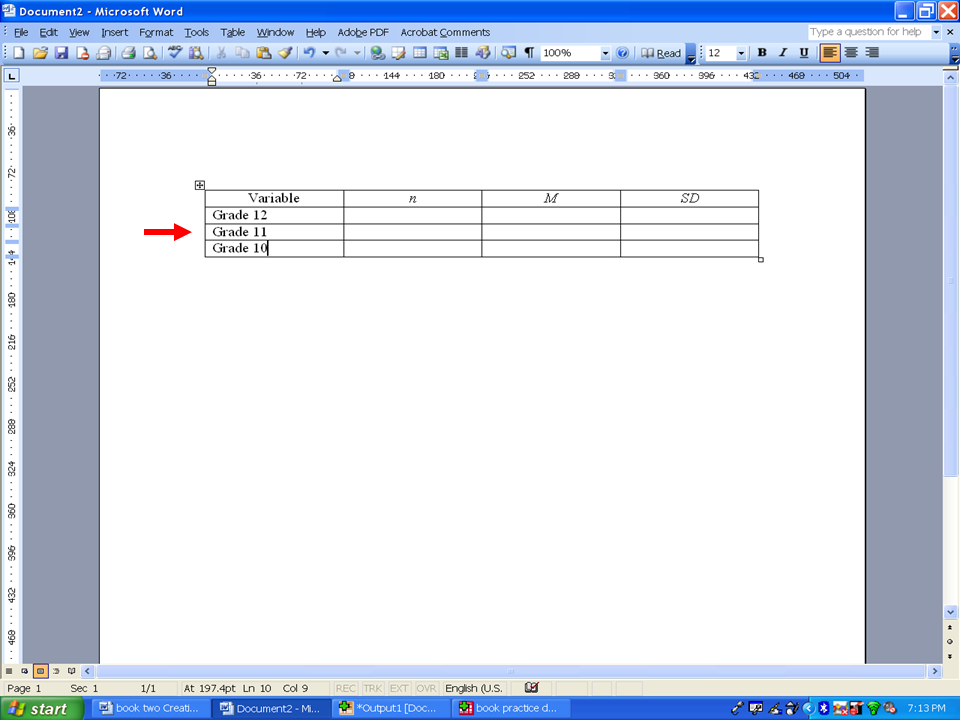 Document2 - Microsoft Word
File Edit View Insert Format Tools Table Window Help Adobe PDF Acrobat Comments Type a question for help
100% Read 12 B I U
72 36 36 72 8 144 180 252 288 360 396 432 468 504
Variable n M SD
Grade 12
Grade 11
Grade 10
36
72
108
144
180
216
252
288
324
360
396
432
468
Page 1 Sec 1 1/1 At 197.4pt Ln 10 Col 9 REC TRK EXT OVR English (U.S.
start book two Creati... Document2 - Mi... *Output1 [Doc... book practice d... 7:13 PM